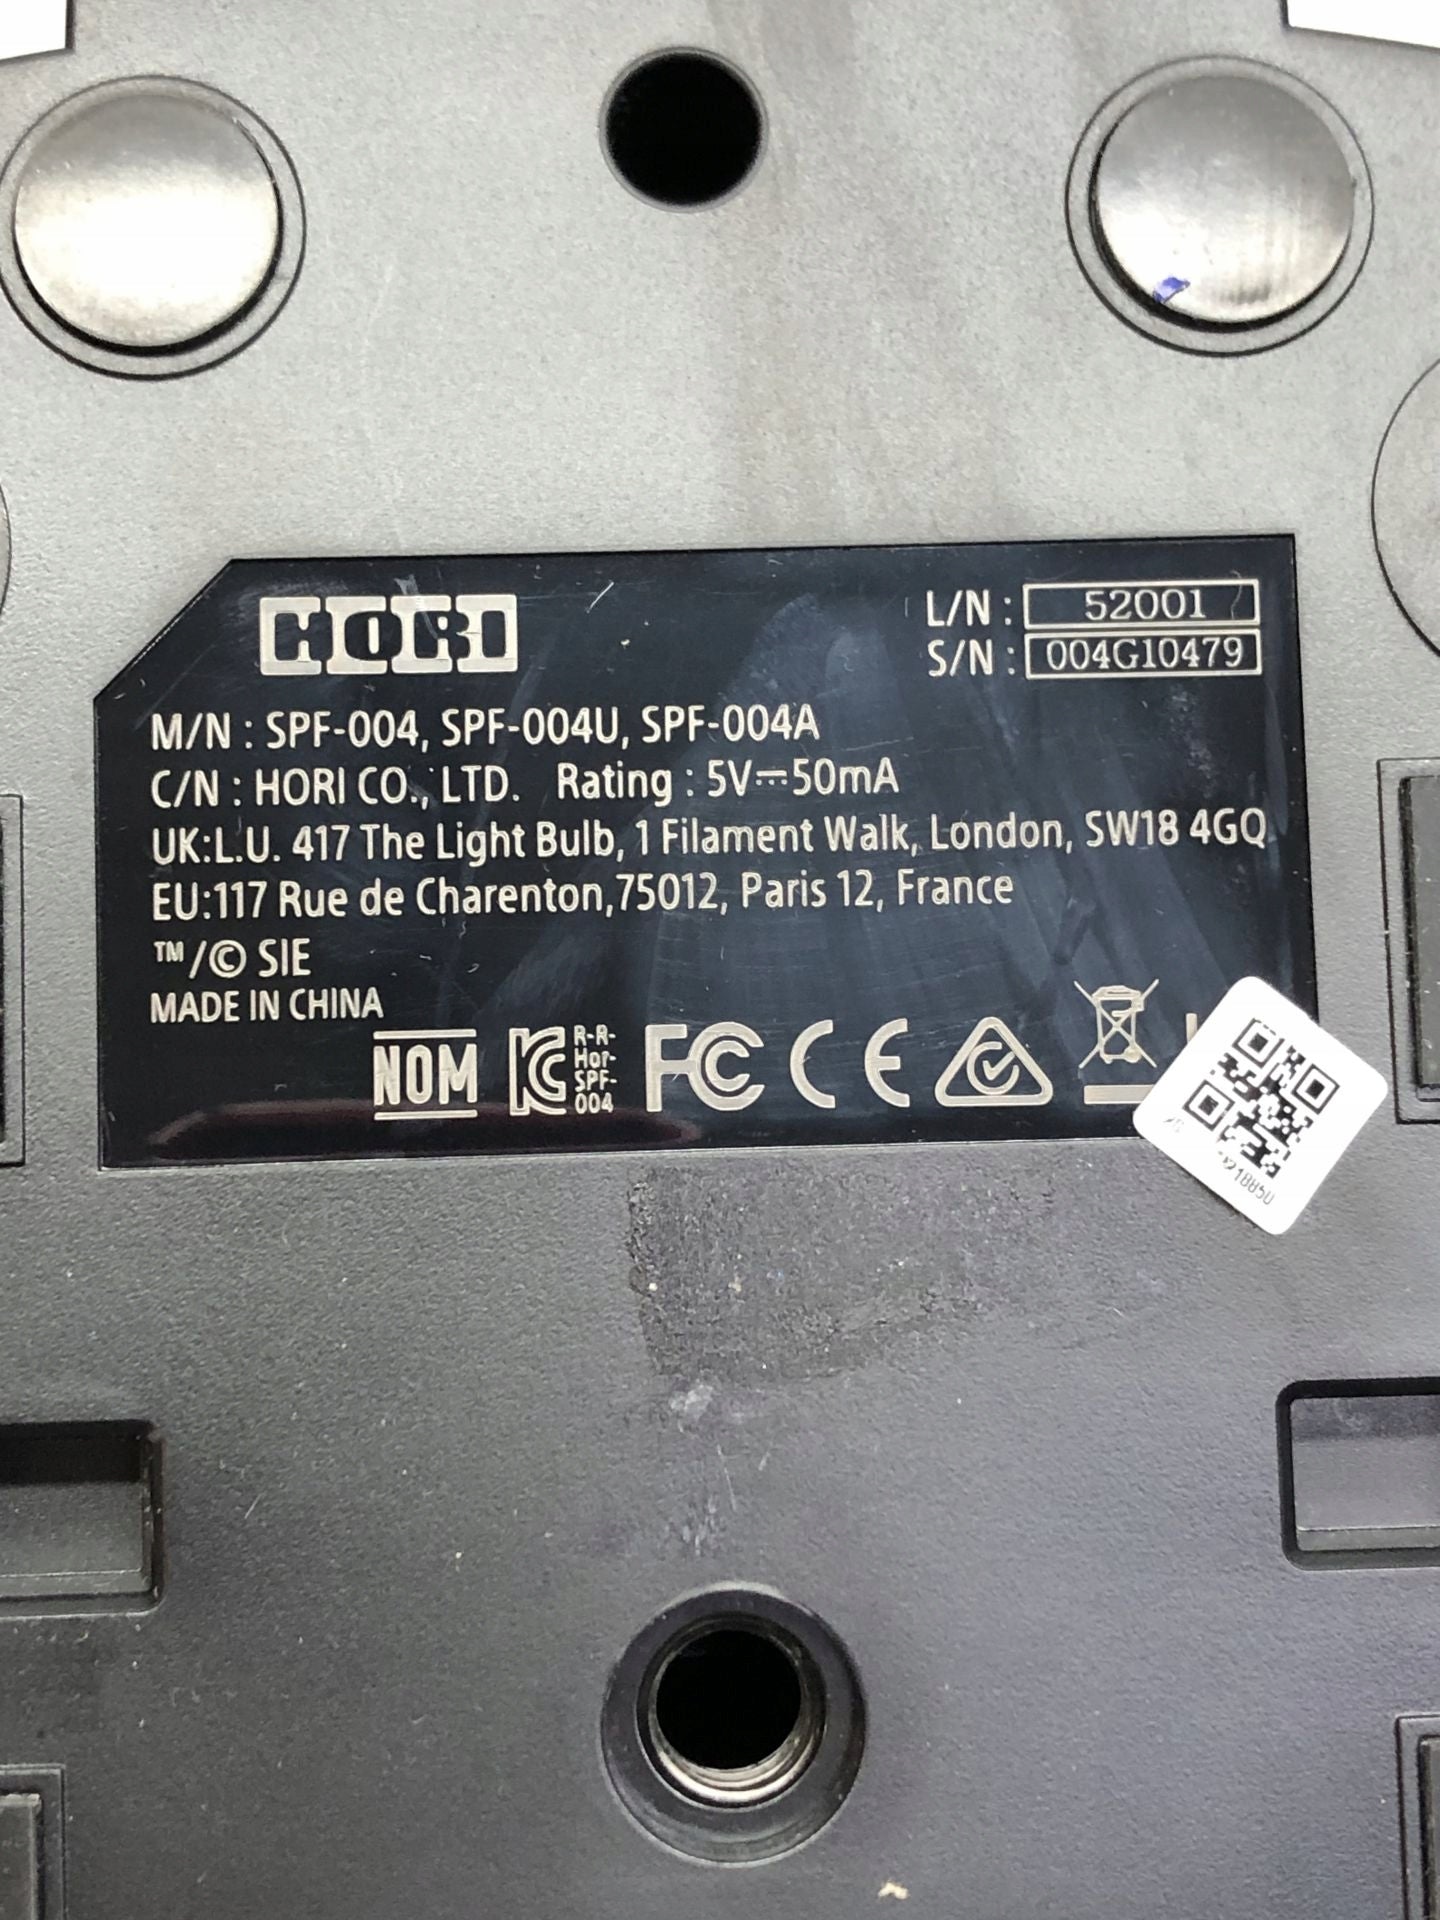 HORI
L/N : 52001
S/N : 004G10479
M/N : SPF-004, SPF-004U, SPF-004A
C/N : HORI CO., LTD. Rating : 5V⎓50mA
UK:L.U. 417 The Light Bulb, 1 Filament Walk, London, SW18 4GQ
EU:117 Rue de Charenton,75012, Paris 12, France
™/© SIE
MADE IN CHINA
NOM
KC
R-R-
Hor-
SPF-
004
FC CE